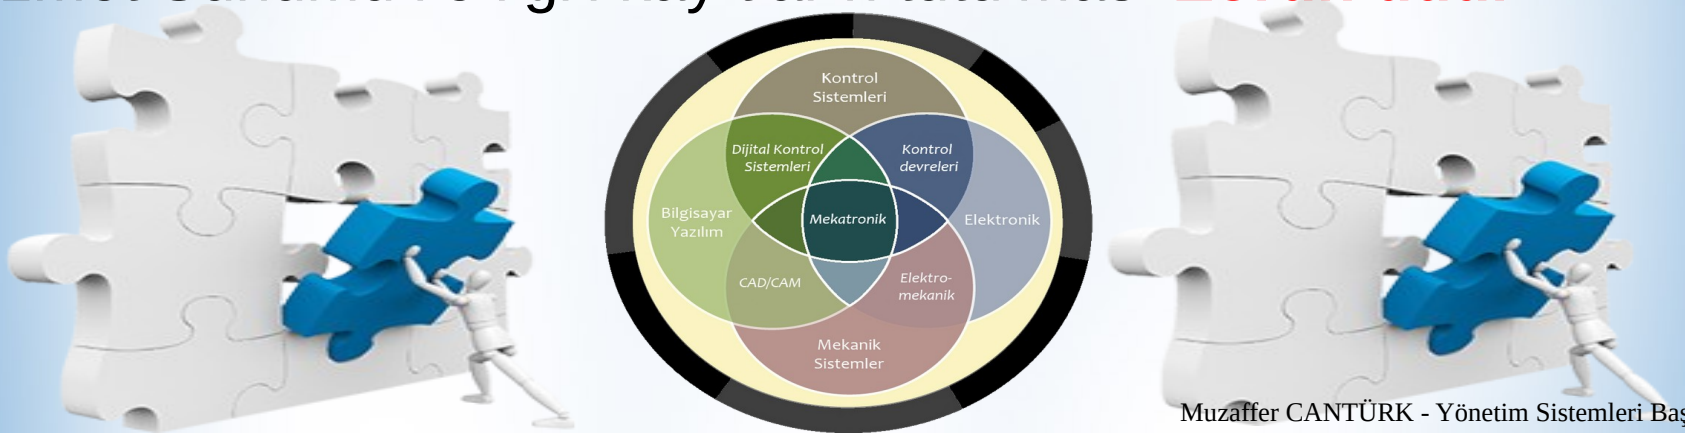 Kontrol
Sistemleri
Dijital Kontrol
Sistemleri
Kontrol
devreleri
Bilgisayar
Yazılım
Mekatronik
Elektronik
CAD/CAM
Elektro-
mekanik
Mekanik
Sistemler
Muzaffer CANTÜRK - Yönetim Sistemleri